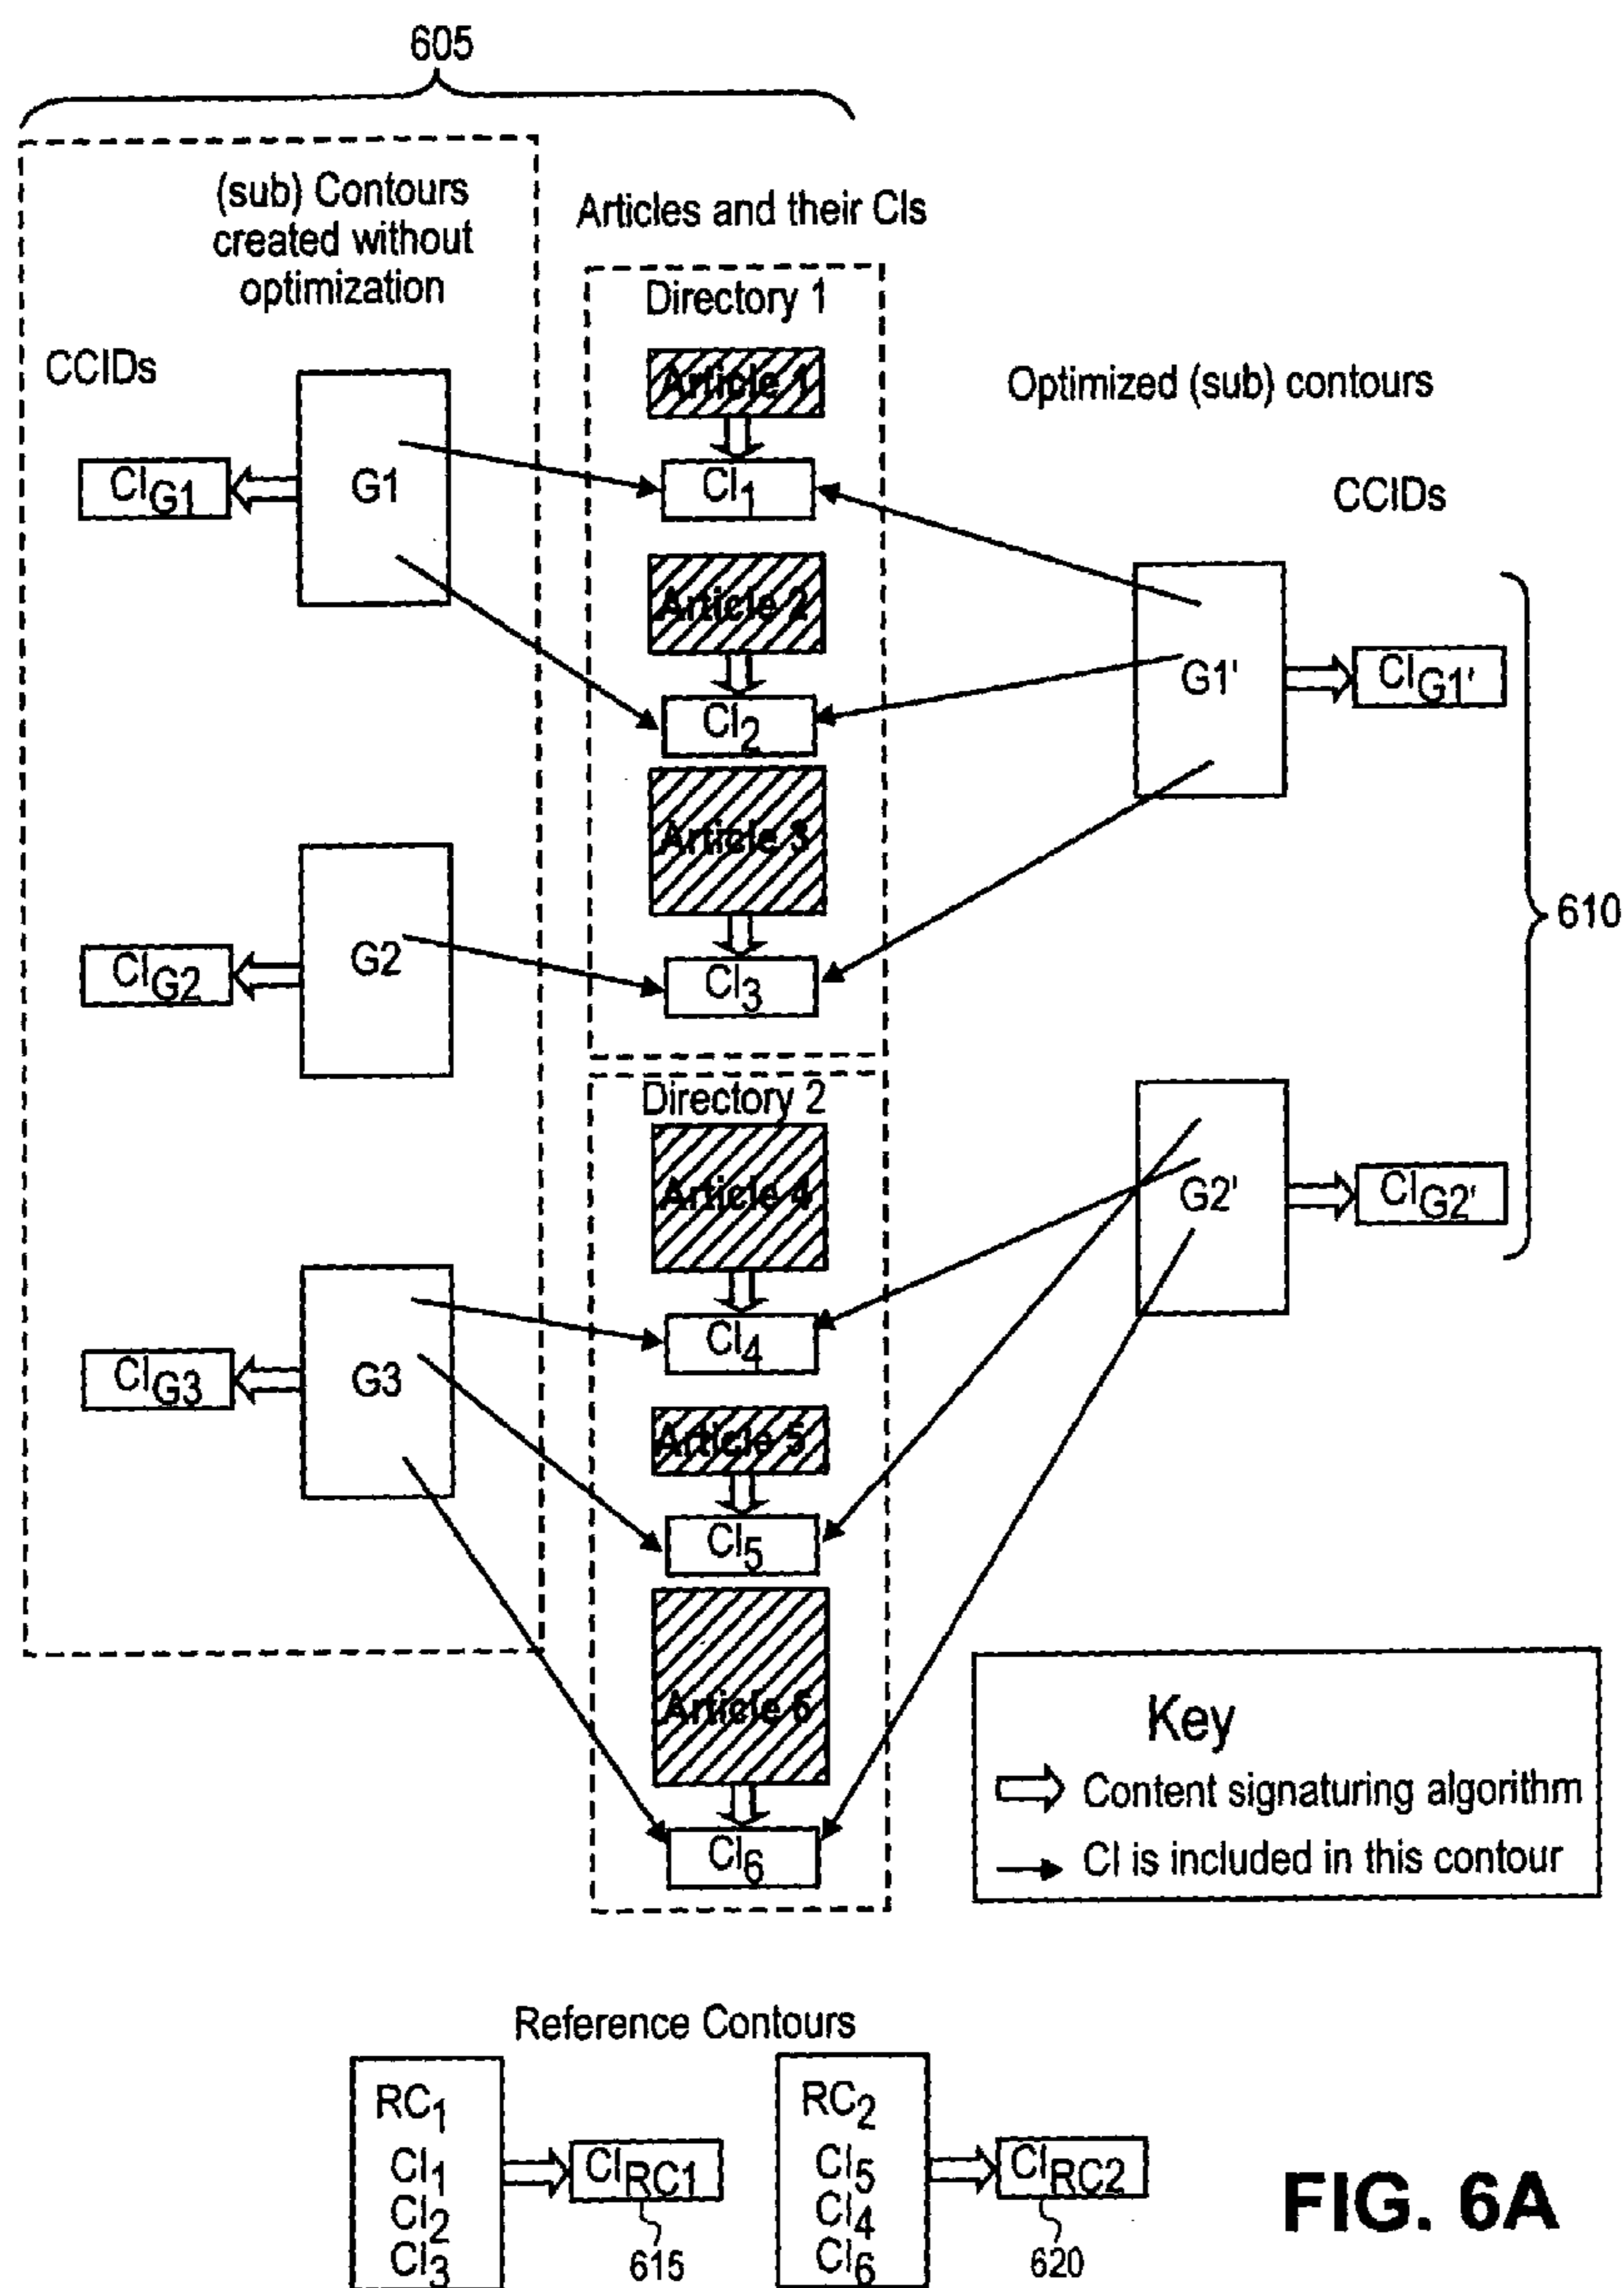 605
(sub) Contours
created without
optimization
Articles and their CIs
Directory 1
CCIDs
Article 1
Optimized (sub) contours
CI_G1
G1
CI_1
CCIDs
Article 2
G1'
CI_G1'
CI_2
Article 3
610
CI_G2
G2
CI_3
Directory 2
Article 4
G2'
CI_G2'
CI_G3
G3
CI_4
Article 5
CI_5
Article 6
Key
Content signaturing algorithm
CI is included in this contour
CI_6
Reference Contours
RC_1
CI_1
CI_2
CI_3
CI_RC1
615
RC_2
CI_5
CI_4
CI_6
CI_RC2
620
FIG. 6A